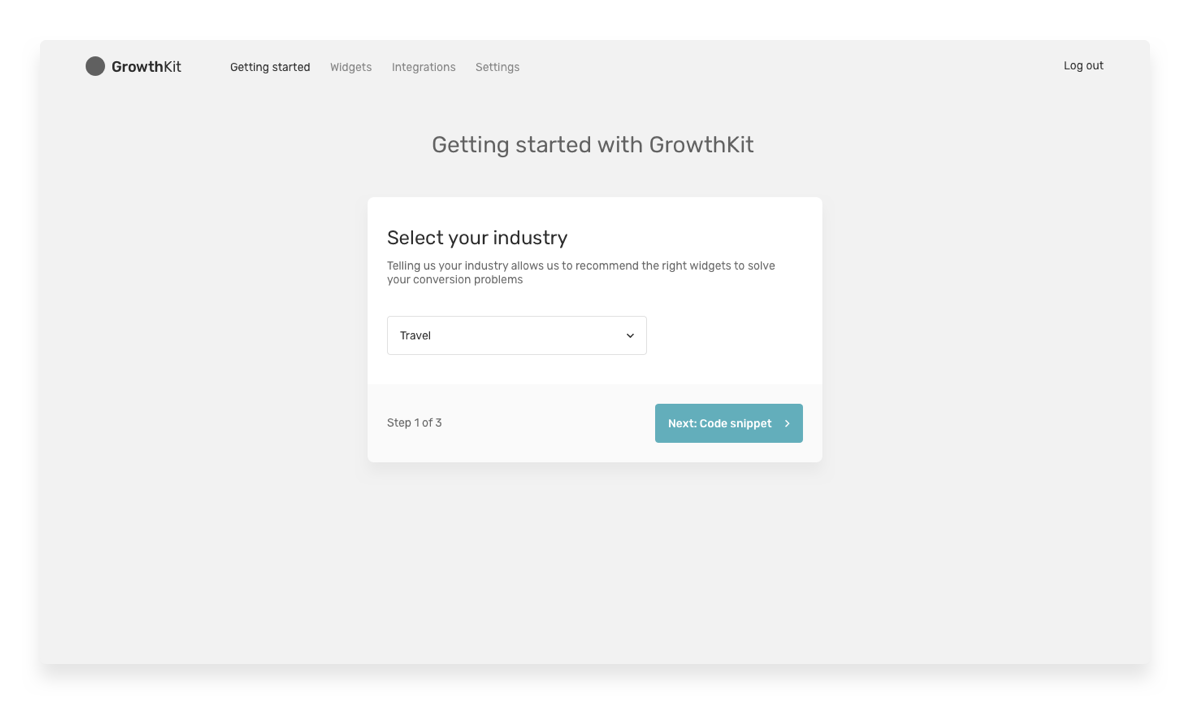 GrowthKit Getting started Widgets Integrations Settings Log out
Getting started with GrowthKit
Select your industry
Telling us your industry allows us to recommend the right widgets to solve
your conversion problems
Travel
Step 1 of 3 Next: Code snippet